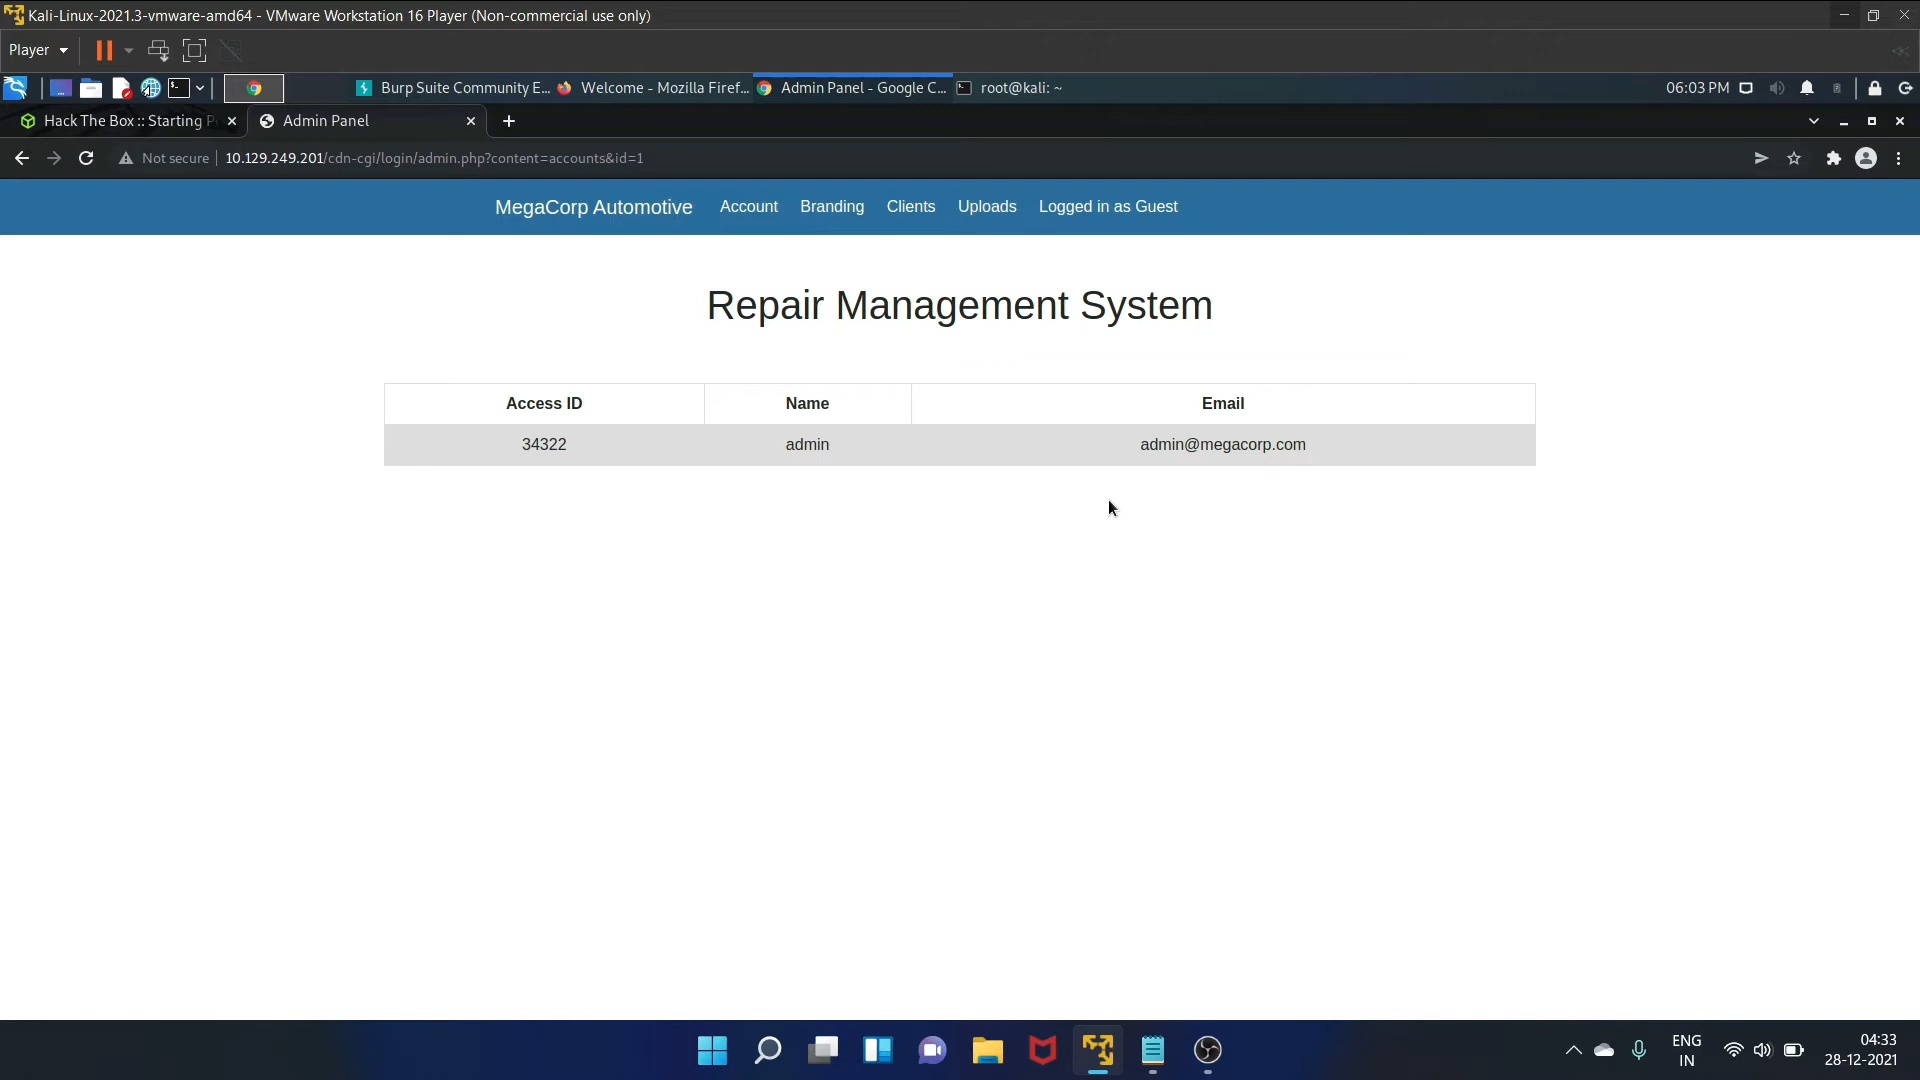 Kali-Linux-2021.3-vmware-amd64 - VMware Workstation 16 Player (Non-commercial use only)
Player
Burp Suite Community E... Welcome - Mozilla Firef... Admin Panel - Google C... root@kali: ~ 06:03 PM
Hack The Box :: Starting P Admin Panel
Not secure 10.129.249.201/cdn-cgi/login/admin.php?content=accounts&id=1
MegaCorp Automotive Account Branding Clients Uploads Logged in as Guest
Repair Management System
Access ID Name Email
34322 admin admin@megacorp.com
ENG 04:33
IN 28-12-2021